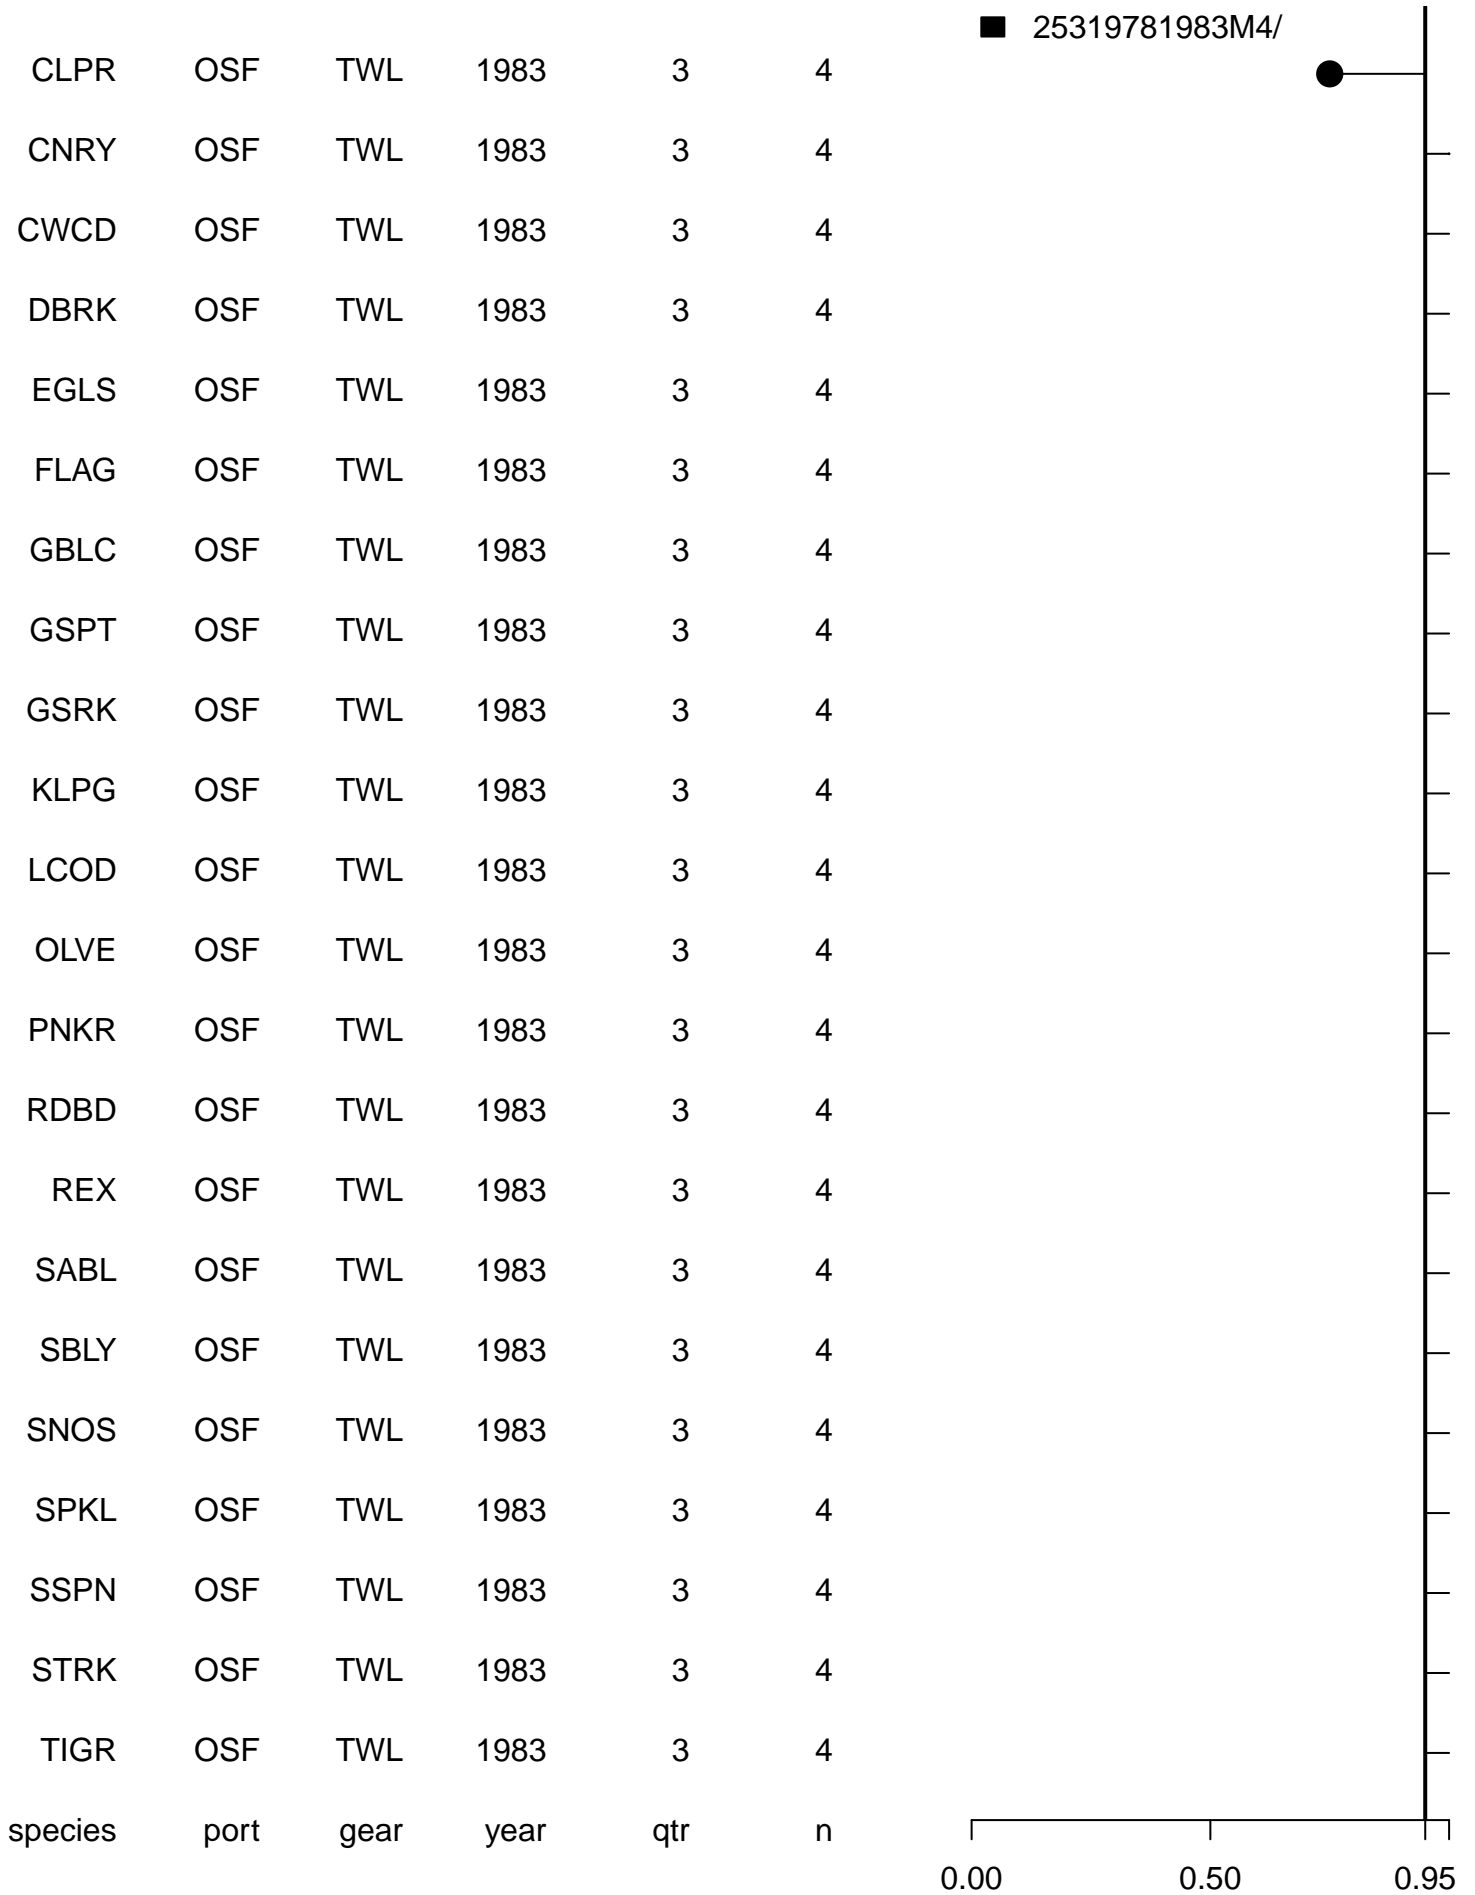 25319781983M4/
CLPR OSF TWL 1983 3 4
CNRY OSF TWL 1983 3 4
CWCD OSF TWL 1983 3 4
DBRK OSF TWL 1983 3 4
EGLS OSF TWL 1983 3 4
FLAG OSF TWL 1983 3 4
GBLC OSF TWL 1983 3 4
GSPT OSF TWL 1983 3 4
GSRK OSF TWL 1983 3 4
KLPG OSF TWL 1983 3 4
LCOD OSF TWL 1983 3 4
OLVE OSF TWL 1983 3 4
PNKR OSF TWL 1983 3 4
RDBD OSF TWL 1983 3 4
REX OSF TWL 1983 3 4
SABL OSF TWL 1983 3 4
SBLY OSF TWL 1983 3 4
SNOS OSF TWL 1983 3 4
SPKL OSF TWL 1983 3 4
SSPN OSF TWL 1983 3 4
STRK OSF TWL 1983 3 4
TIGR OSF TWL 1983 3 4
species port gear year qtr n
0.00 0.50 0.95